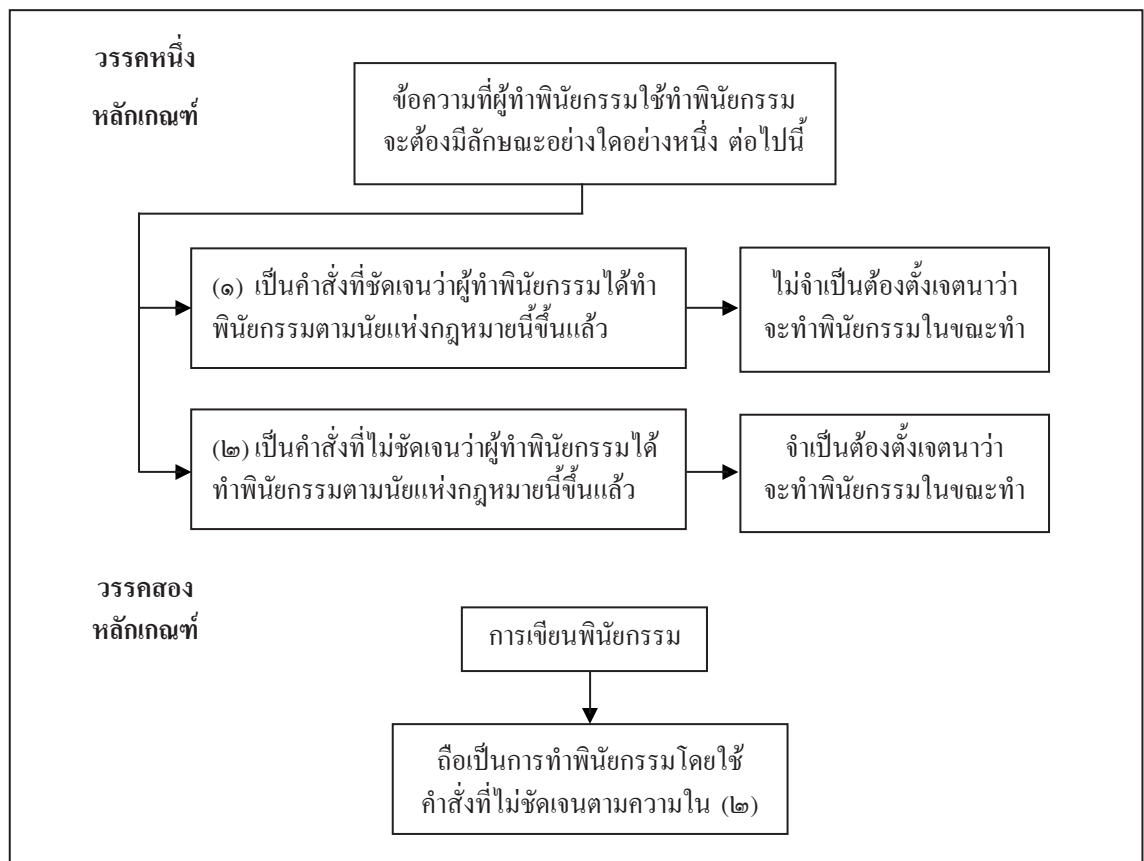 วรรคหนึ่ง
หลักเกณฑ์
ข้อความที่ผู้ทำพินัยกรรมใช้ทำพินัยกรรม
จะต้องมีลักษณะอย่างใดอย่างหนึ่ง ต่อไปนี้
(๑) เป็นคำสั่งที่ชัดเจนว่าผู้ทำพินัยกรรมได้ทำ
พินัยกรรมตามนัยแห่งกฎหมายนี้ขึ้นแล้ว
ไม่จำเป็นต้องตั้งเจตนาว่า
จะทำพินัยกรรมในขณะทำ
(๒) เป็นคำสั่งที่ไม่ชัดเจนว่าผู้ทำพินัยกรรมได้
ทำพินัยกรรมตามนัยแห่งกฎหมายนี้ขึ้นแล้ว
จำเป็นต้องตั้งเจตนาว่า
จะทำพินัยกรรมในขณะทำ
วรรคสอง
หลักเกณฑ์
การเขียนพินัยกรรม
ถือเป็นการทำพินัยกรรมโดยใช้
คำสั่งที่ไม่ชัดเจนตามความใน (๒)